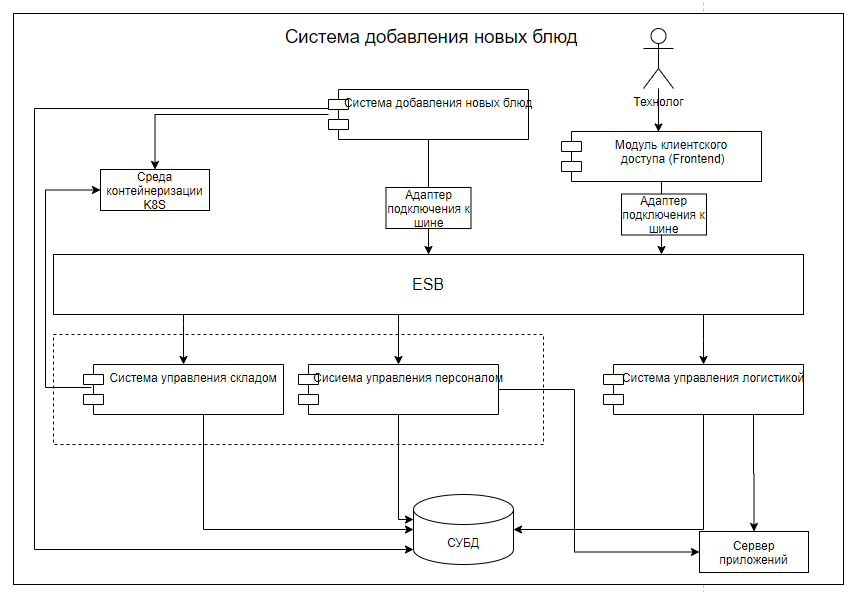 Система добавления новых блюд
Технолог
Система добавления новых блюд
Модуль клиентского
доступа (Frontend)
Среда
контейнеризации
K8S
Адаптер
подключения к
шине
Адаптер
подключения к
шине
ESB
Система управления складом
Сисиема управления персоналом
Система управления логистикой
СУБД
Сервер
приложений